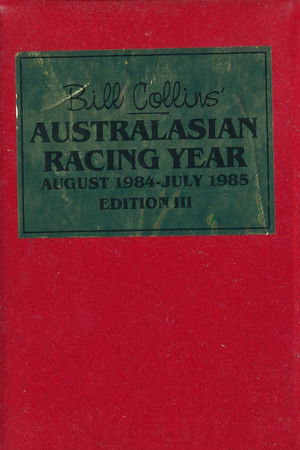 Bill Collins'
AUSTRALASIAN
RACING YEAR
AUGUST 1984-JULY 1985
EDITION III